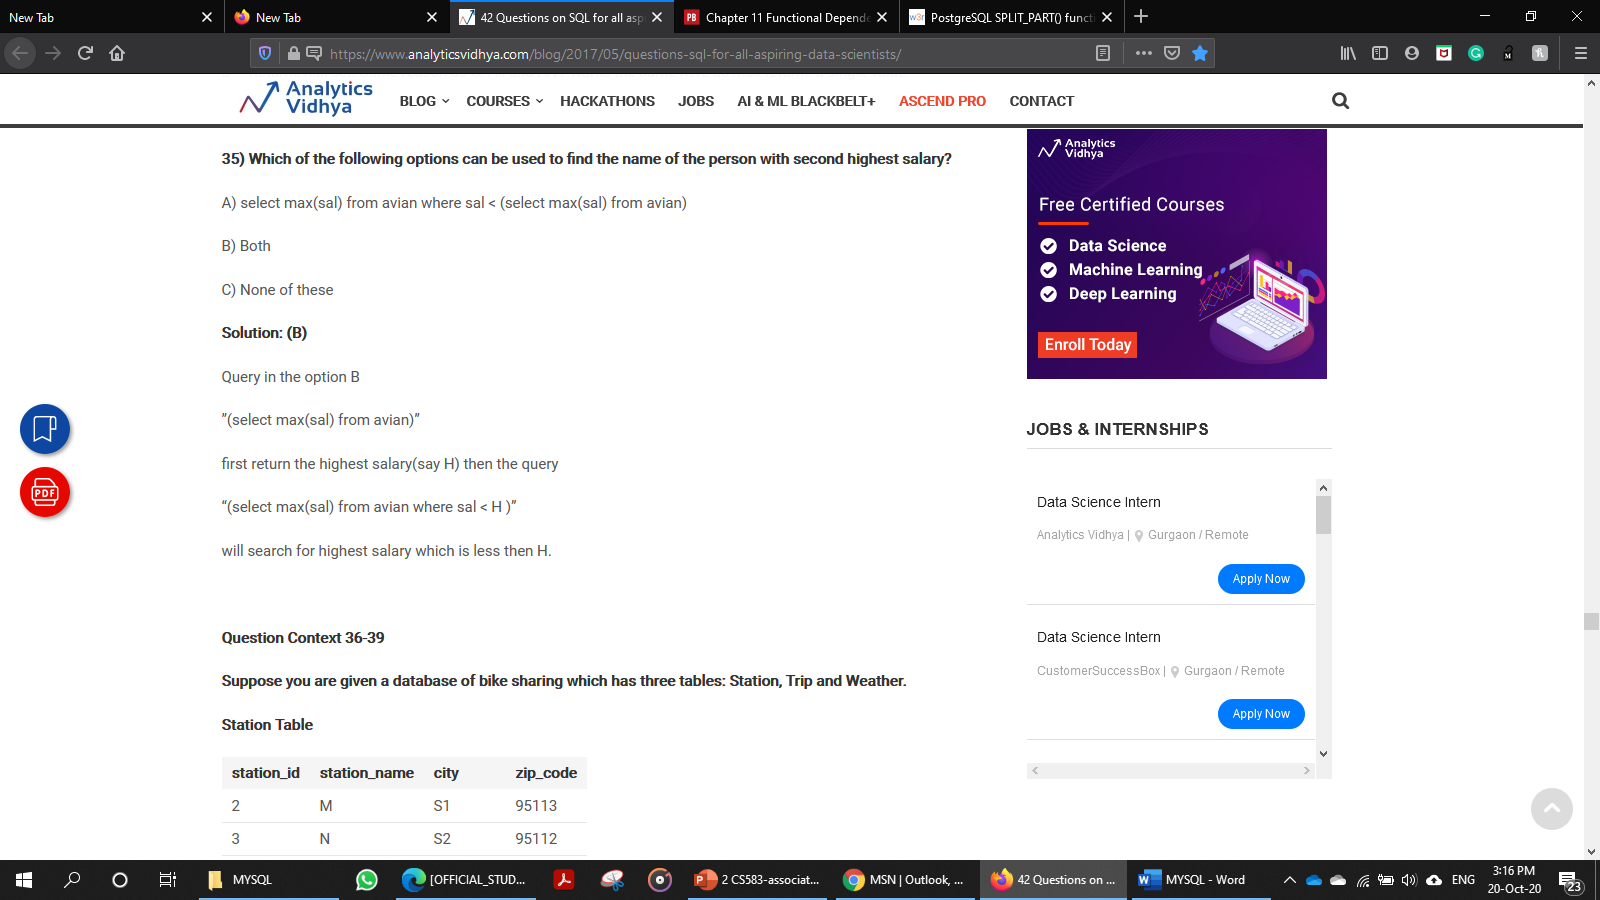 New Tab
New Tab
42 Questions on SQL for all asp
PB Chapter 11 Functional Depende
w3r PostgreSQL SPLIT_PART() functi
https://www.analyticsvidhya.com/blog/2017/05/questions-sql-for-all-aspiring-data-scientists/
Analytics Vidhya
BLOG COURSES HACKATHONS JOBS AI & ML BLACKBELT+ ASCEND PRO CONTACT
35) Which of the following options can be used to find the name of the person with second highest salary?
A) select max(sal) from avian where sal < (select max(sal) from avian)
B) Both
C) None of these
Solution: (B)
Query in the option B
”(select max(sal) from avian)”
first return the highest salary(say H) then the query
“(select max(sal) from avian where sal < H )”
will search for highest salary which is less then H.
Question Context 36-39
Suppose you are given a database of bike sharing which has three tables: Station, Trip and Weather.
Station Table
station_id station_name city zip_code
2 M S1 95113
3 N S2 95112
PDF
Analytics
Vidhya
Free Certified Courses
Data Science
Machine Learning
Deep Learning
Enroll Today
JOBS & INTERNSHIPS
Data Science Intern
Analytics Vidhya | Gurgaon / Remote
Apply Now
Data Science Intern
CustomerSuccessBox | Gurgaon / Remote
Apply Now
MYSQL
[OFFICIAL_STUD...
2 CS583-associat...
MSN | Outlook, ...
42 Questions on ...
MYSQL - Word
ENG
3:16 PM
20-Oct-20
23